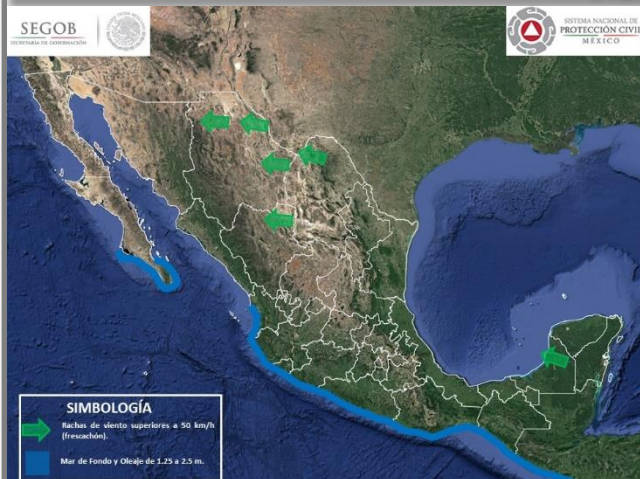 SEGOB
SECRETARÍA DE GOBERNACIÓN
SISTEMA NACIONAL DE
PROTECCIÓN CIVIL
MÉXICO
SIMBOLOGÍA
Rachas de viento superiores a 50 km/h
(frescachón).
Mar de Fondo y Oleaje de 1.25 a 2.5 m.